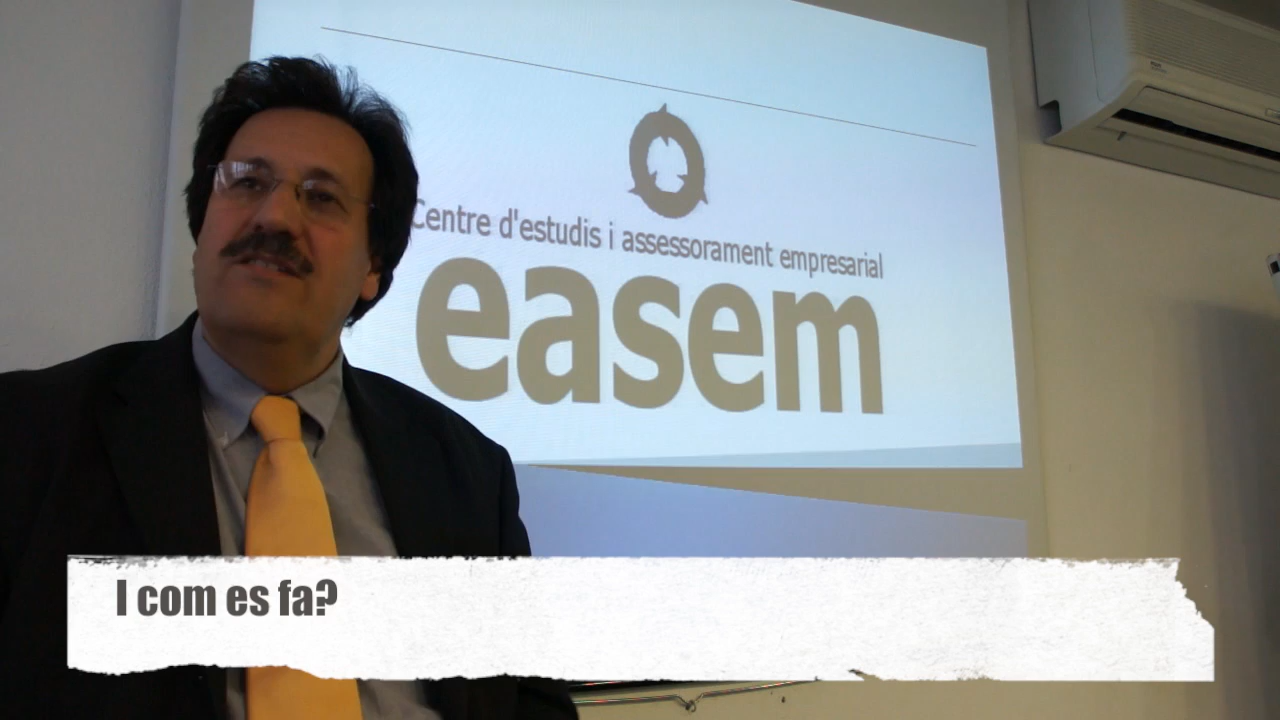 Centre d'estudis i assessorament empresarial
easem
I com es fa?